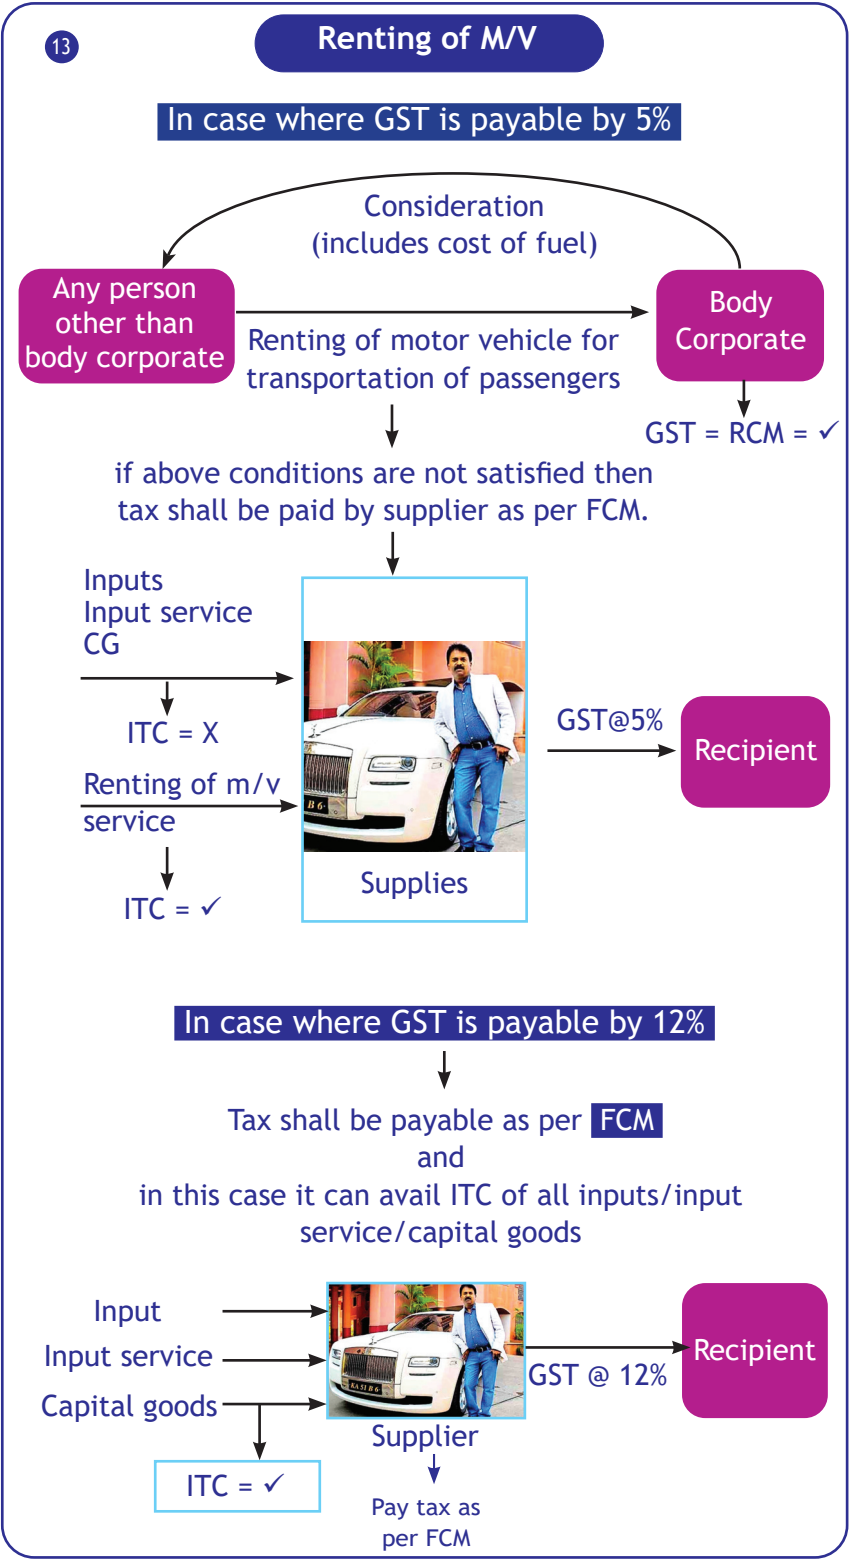 13
Renting of M/V
In case where GST is payable by 5%
Consideration
(includes cost of fuel)
Any person
other than
body corporate
Body
Corporate
Renting of motor vehicle for
transportation of passengers
GST = RCM = ✓
if above conditions are not satisfied then
tax shall be paid by supplier as per FCM.
Inputs
Input service
CG
ITC = X
Renting of m/v
service
ITC = ✓
B 6
Supplies
GST@5%
Recipient
In case where GST is payable by 12%
Tax shall be payable as per FCM
and
in this case it can avail ITC of all inputs/input
service/capital goods
Input
Input service
Capital goods
ITC = ✓
KA 51 B 6
Supplier
Pay tax as
per FCM
GST @ 12%
Recipient